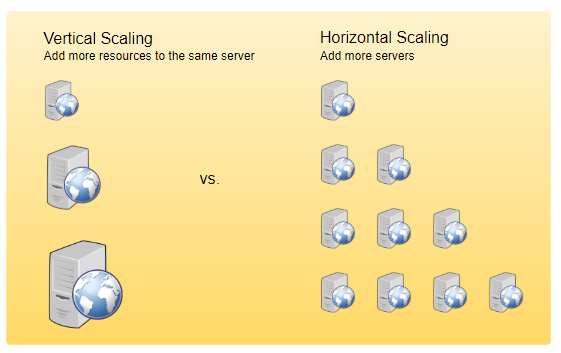 Vertical Scaling
Add more resources to the same server
Horizontal Scaling
Add more servers
vs.